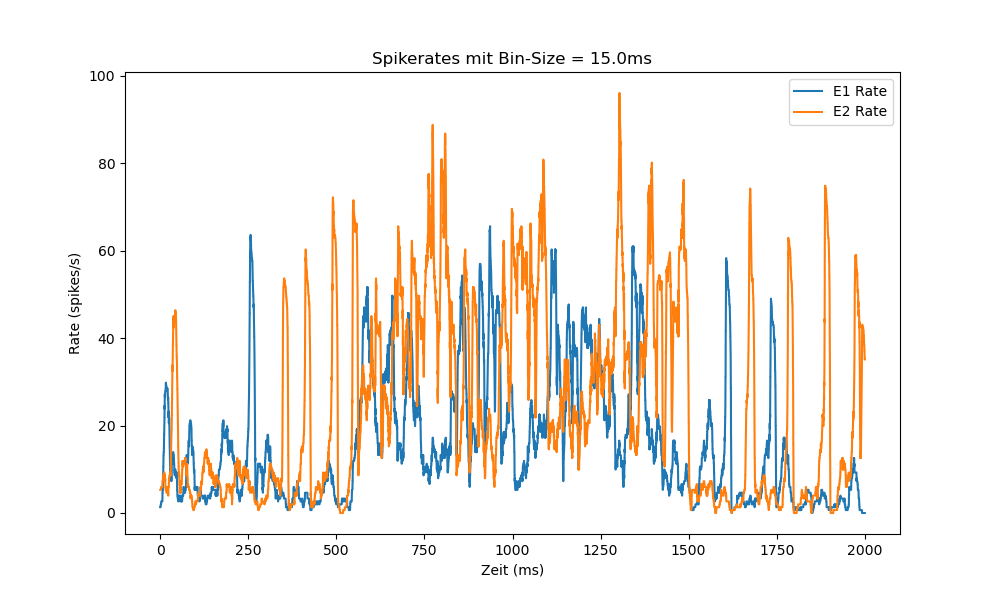 Spikerates mit Bin-Size = 15.0ms
100
80
60
40
20
0
Rate (spikes/s)
E1 Rate
E2 Rate
0 250 500 750 1000 1250 1500 1750 2000
Zeit (ms)